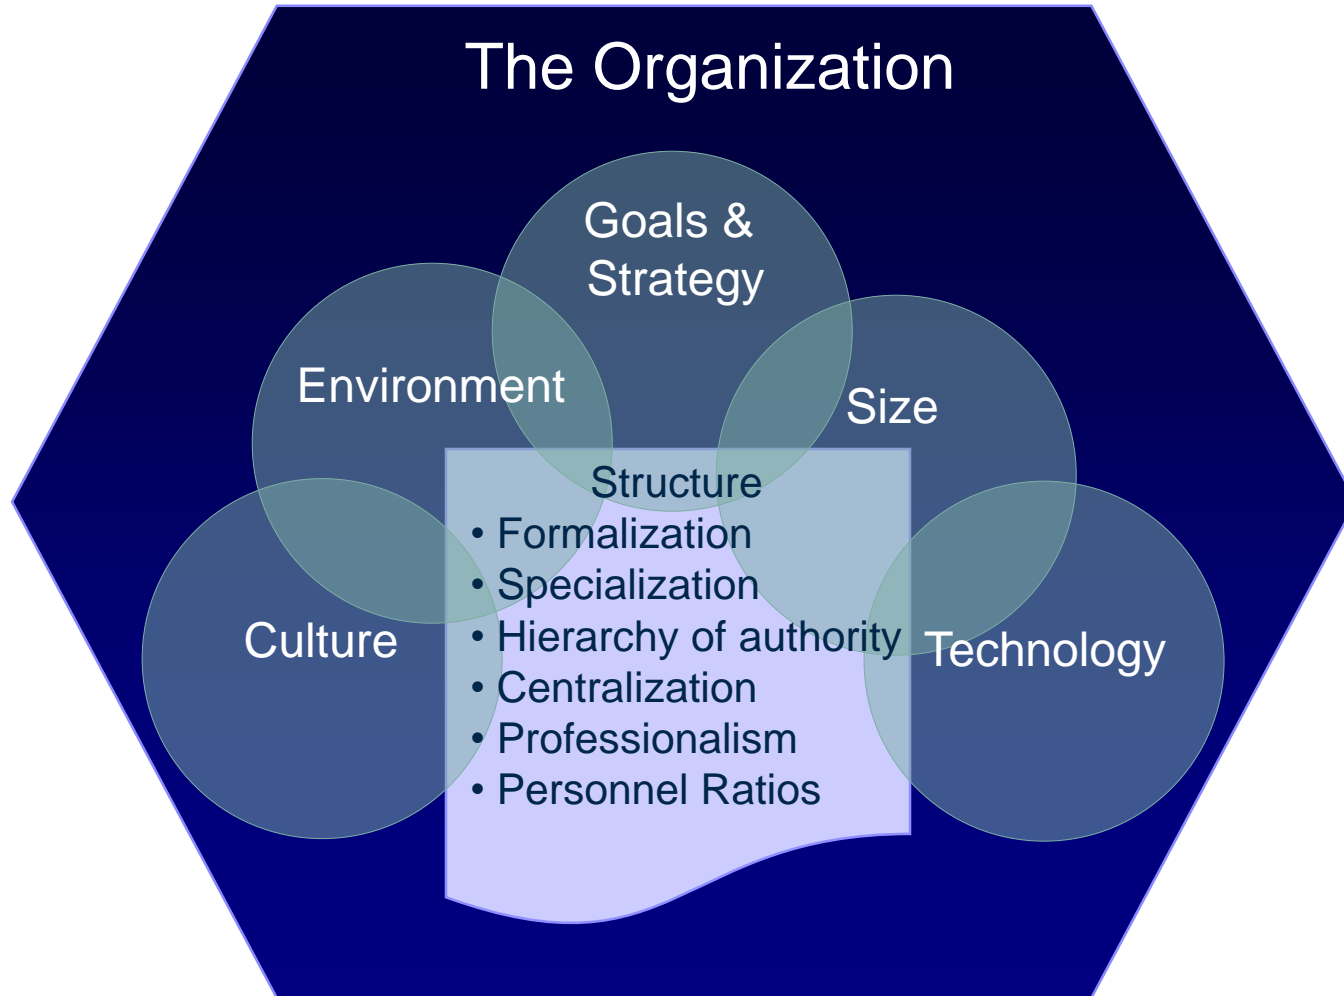 The Organization
Goals &
Strategy
Environment
Size
Structure
• Formalization
• Specialization
• Hierarchy of authority
• Centralization
• Professionalism
• Personnel Ratios
Culture
Technology